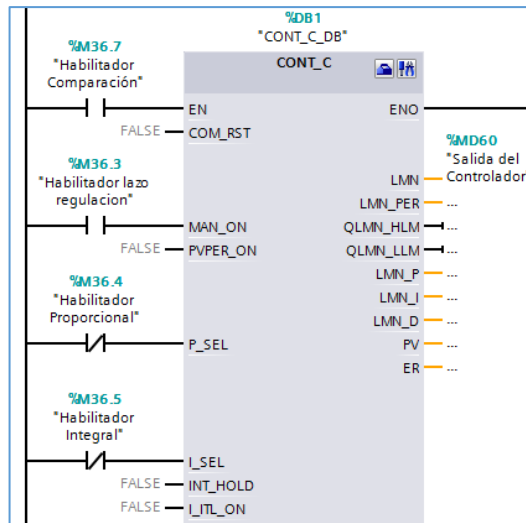 %DB1
"CONT_C_DB"
CONT_C
%M36.7
"Habilitador
Comparación"
EN
ENO
FALSE
COM_RST
%MD60
"Salida del
Controlador
%M36.3
"Habilitador lazo
regulacion"
LMN
LMN_PER
...
MAN_ON
QLMN_HLM
...
FALSE
PVPER_ON
QLMN_LLM
...
LMN_P
...
%M36.4
"Habilitador
Proporcional"
LMN_I
...
LMN_D
...
P_SEL
PV
...
ER
...
%M36.5
"Habilitador
Integral"
I_SEL
FALSE
INT_HOLD
FALSE
I_ITL_ON